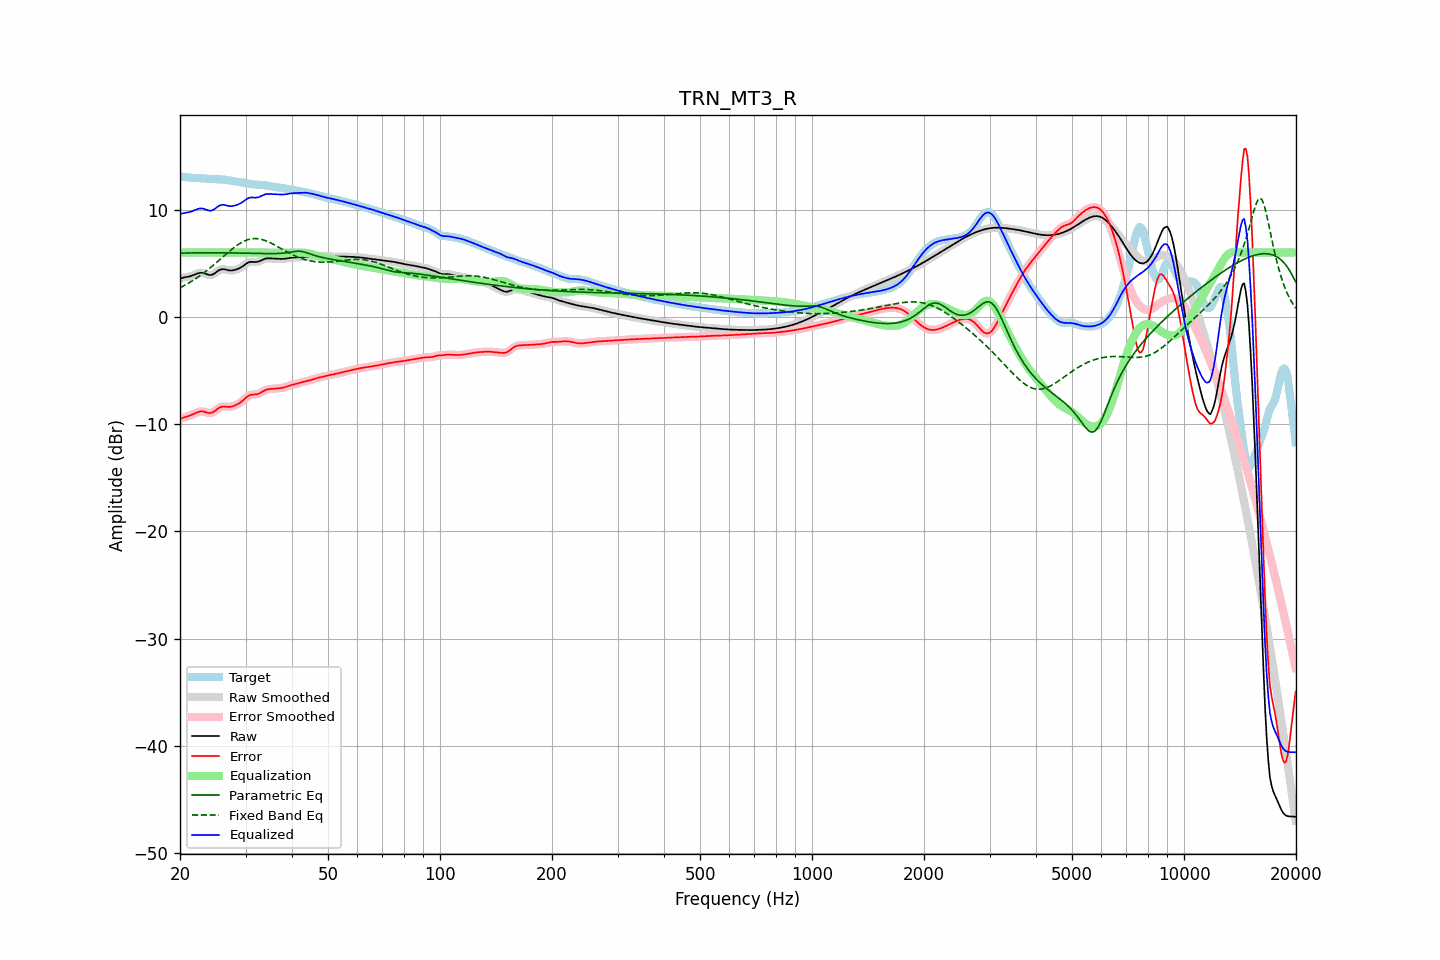 TRN_MT3_R
Amplitude (dBr)
10
0
−10
−20
−30
−40
−50
Target
Raw Smoothed
Error Smoothed
Raw
Error
Equalization
Parametric Eq
Fixed Band Eq
Equalized
20 50 100 200 500 1000 2000 5000 10000 20000
Frequency (Hz)